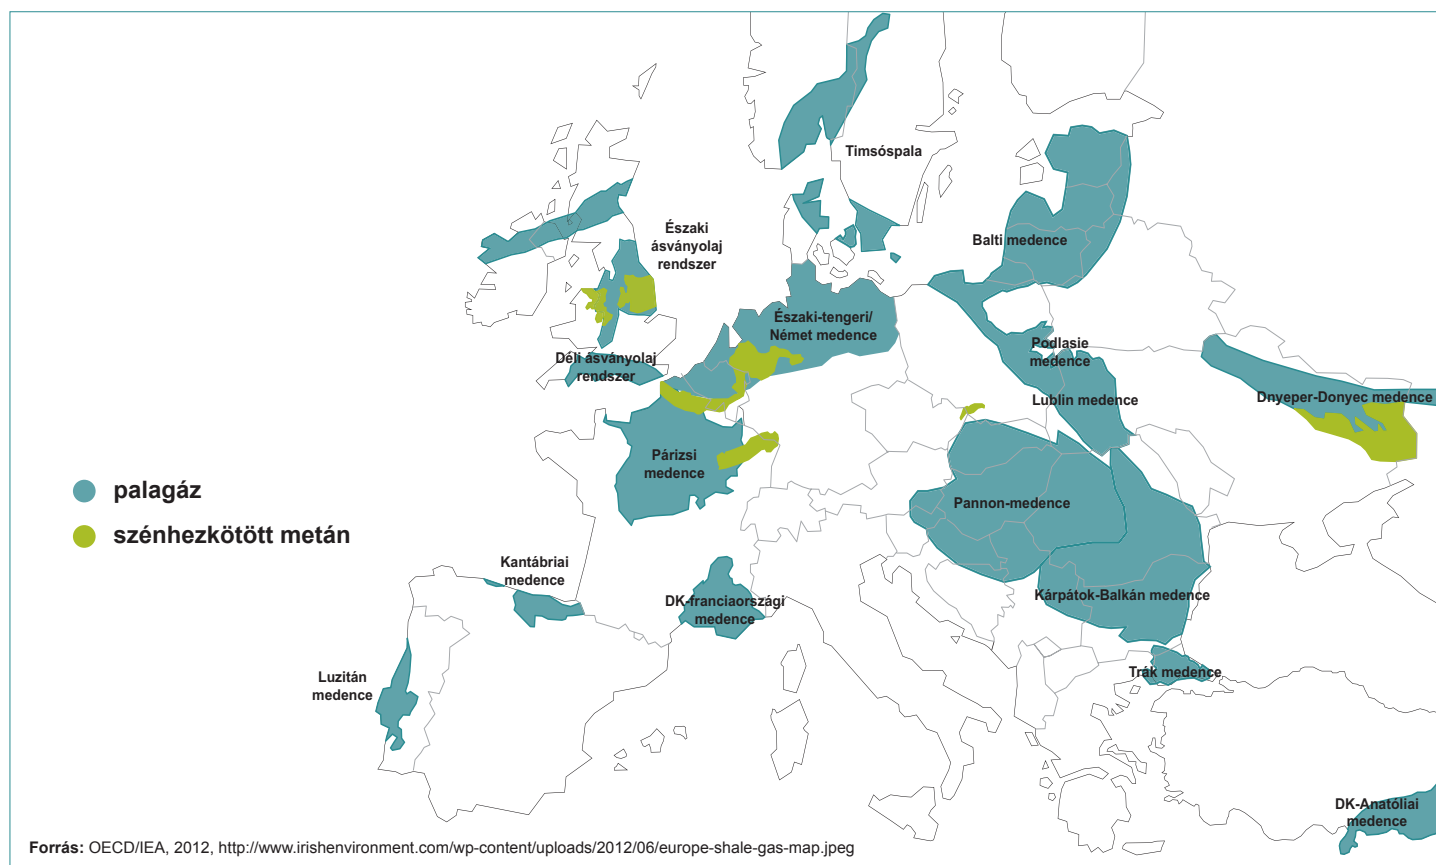 Timsóspala
Északi
ásványolaj
rendszer
Balti medence
Északi-tengeri/
Német medence
Podlasie
medence
Déli ásványolaj
rendszer
Lublin medence
Dnyeper-Donyec medence
Párizsi
medence
palagáz
szénhezkötött metán
Pannon-medence
Kantábriai
medence
DK-franciaországi
medence
Kárpátok-Balkán medence
Luzitán
medence
Trák medence
DK-Anatóliai
medence
Forrás: OECD/IEA, 2012, http://www.irishenvironment.com/wp-content/uploads/2012/06/europe-shale-gas-map.jpeg